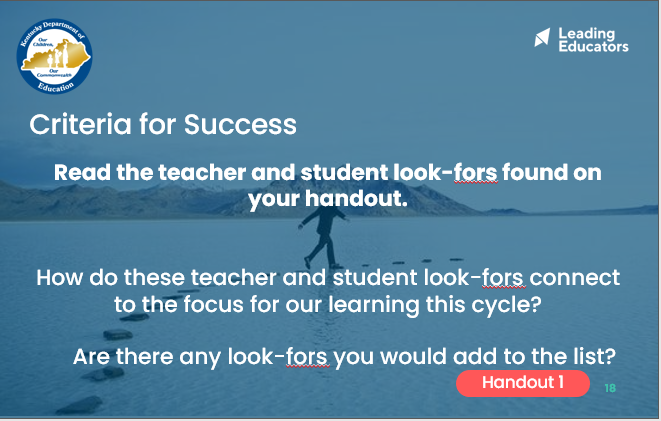 Kentucky Department of
Our
Children,
Our
Commonwealth
Education
Leading
Educators
Criteria for Success
Read the teacher and student look-fors found on
your handout.
How do these teacher and student look-fors connect
to the focus for our learning this cycle?
Are there any look-fors you would add to the list?
Handout 1
18